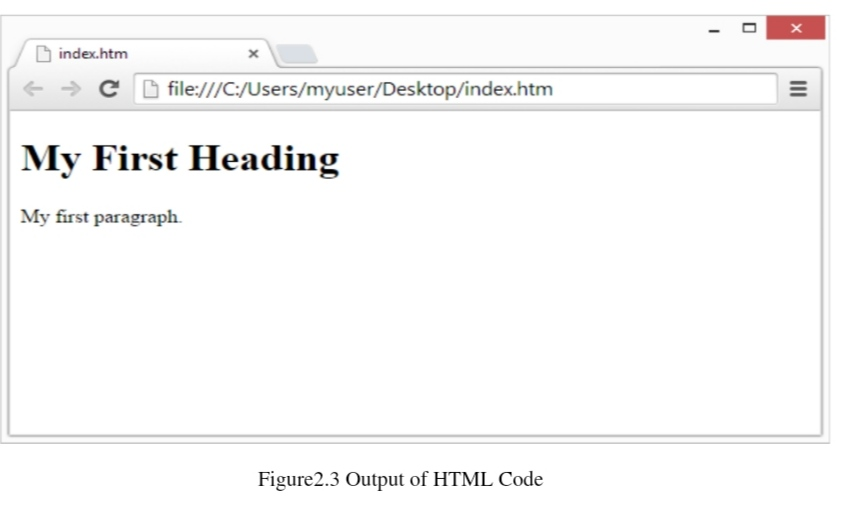 index.htm
file:///C:/Users/myuser/Desktop/index.htm
My First Heading
My first paragraph.
Figure2.3 Output of HTML Code